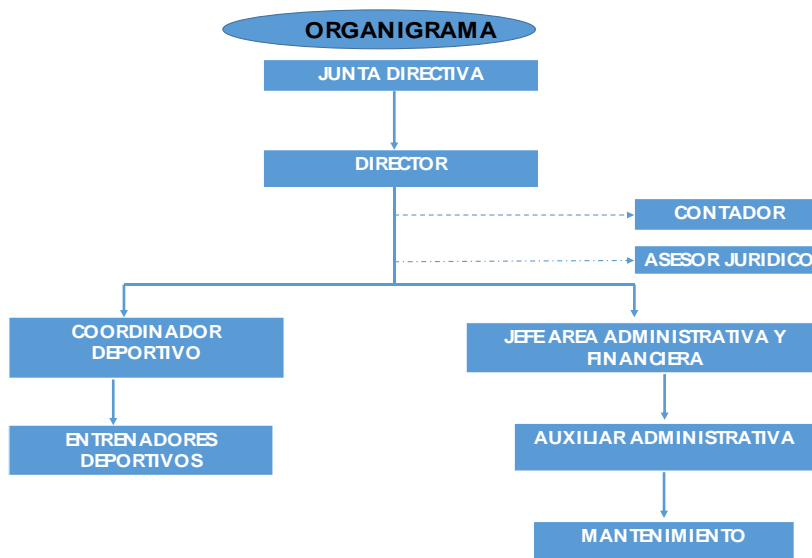 ORGANIGRAMA
JUNTA DIRECTIVA
DIRECTOR
CONTADOR
ASESOR JURIDICO
COORDINADOR
DEPORTIVO
JEFE AREA ADMINISTRATIVA Y
FINANCIERA
ENTRENADORES
DEPORTIVOS
AUXILIAR ADMINISTRATIVA
MANTENIMIENTO